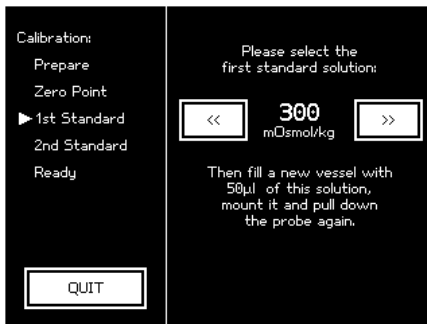 Calibration:
Prepare
Zero Point
1st Standard
2nd Standard
Ready
QUIT
Please select the
first standard solution:
<< 300 >>
mOsmol/kg
Then fill a new vessel with
50µl of this solution,
mount it and pull down
the probe again.